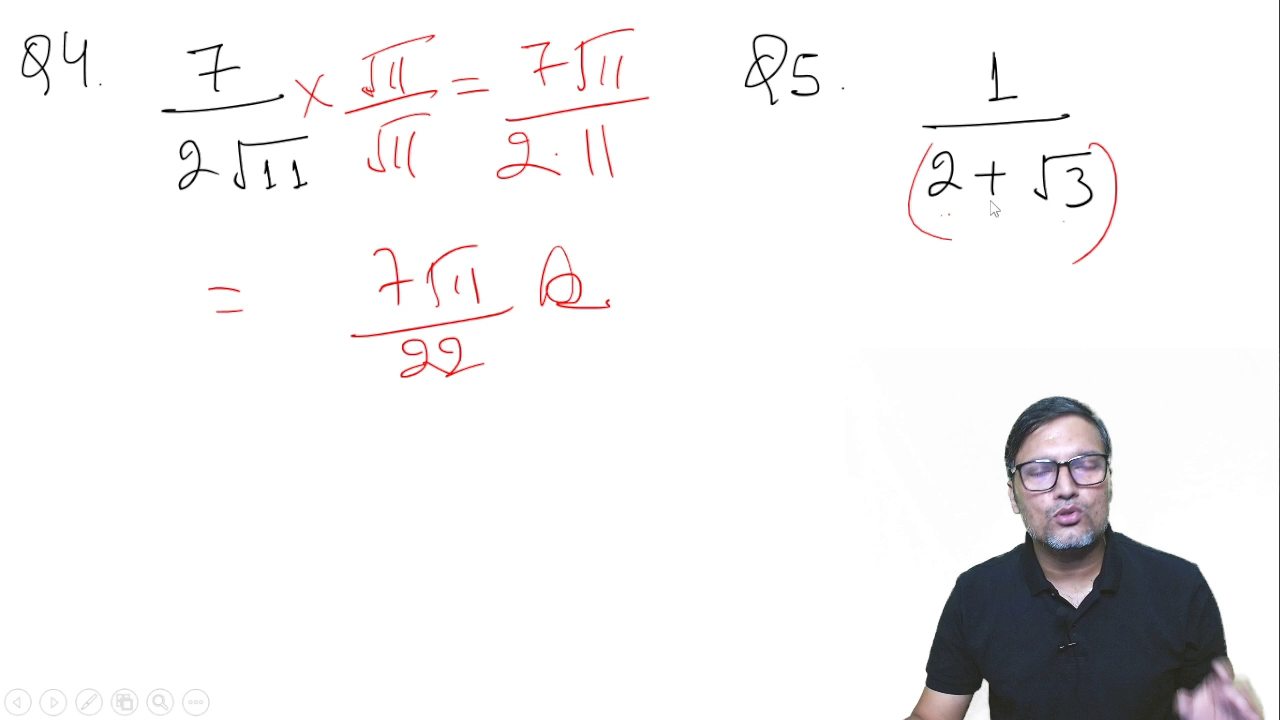 Q4. 7/(2√11) × √11/√11 = 7√11/(2·11)
= 7√11/22
Q5. 1/(2 + √3)